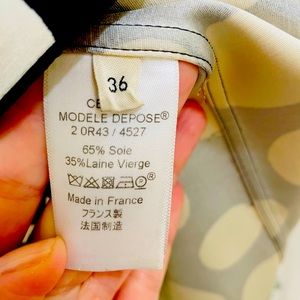 36
CE
MODELE DEPOSE®
2 0R43 / 4527
65% Soie
35%Laine Vierge
Made in France
フランス製
法国制造